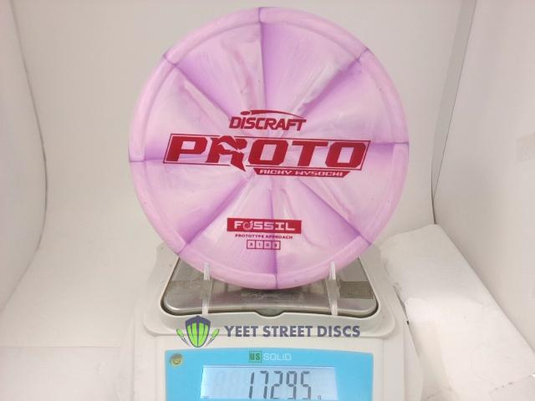 DISCRAFT
PROTO
RICKY WYSOCKI
FOSSIL
PROTOTYPE APPROACH
YEET STREET DISCS
US SOLID
172.95 g